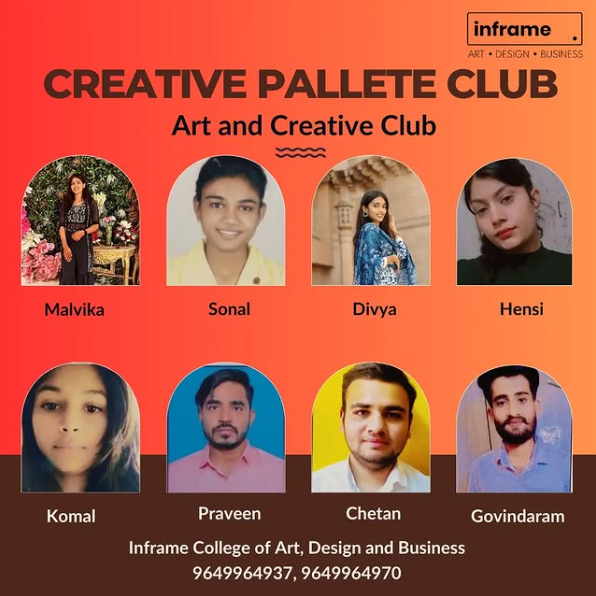 inframe.
ART • DESIGN • BUSINESS
CREATIVE PALLETE CLUB
Art and Creative Club
Malvika
Sonal
Divya
Hensi
Komal
Praveen
Chetan
Govindaram
Inframe College of Art, Design and Business
9649964937, 9649964970